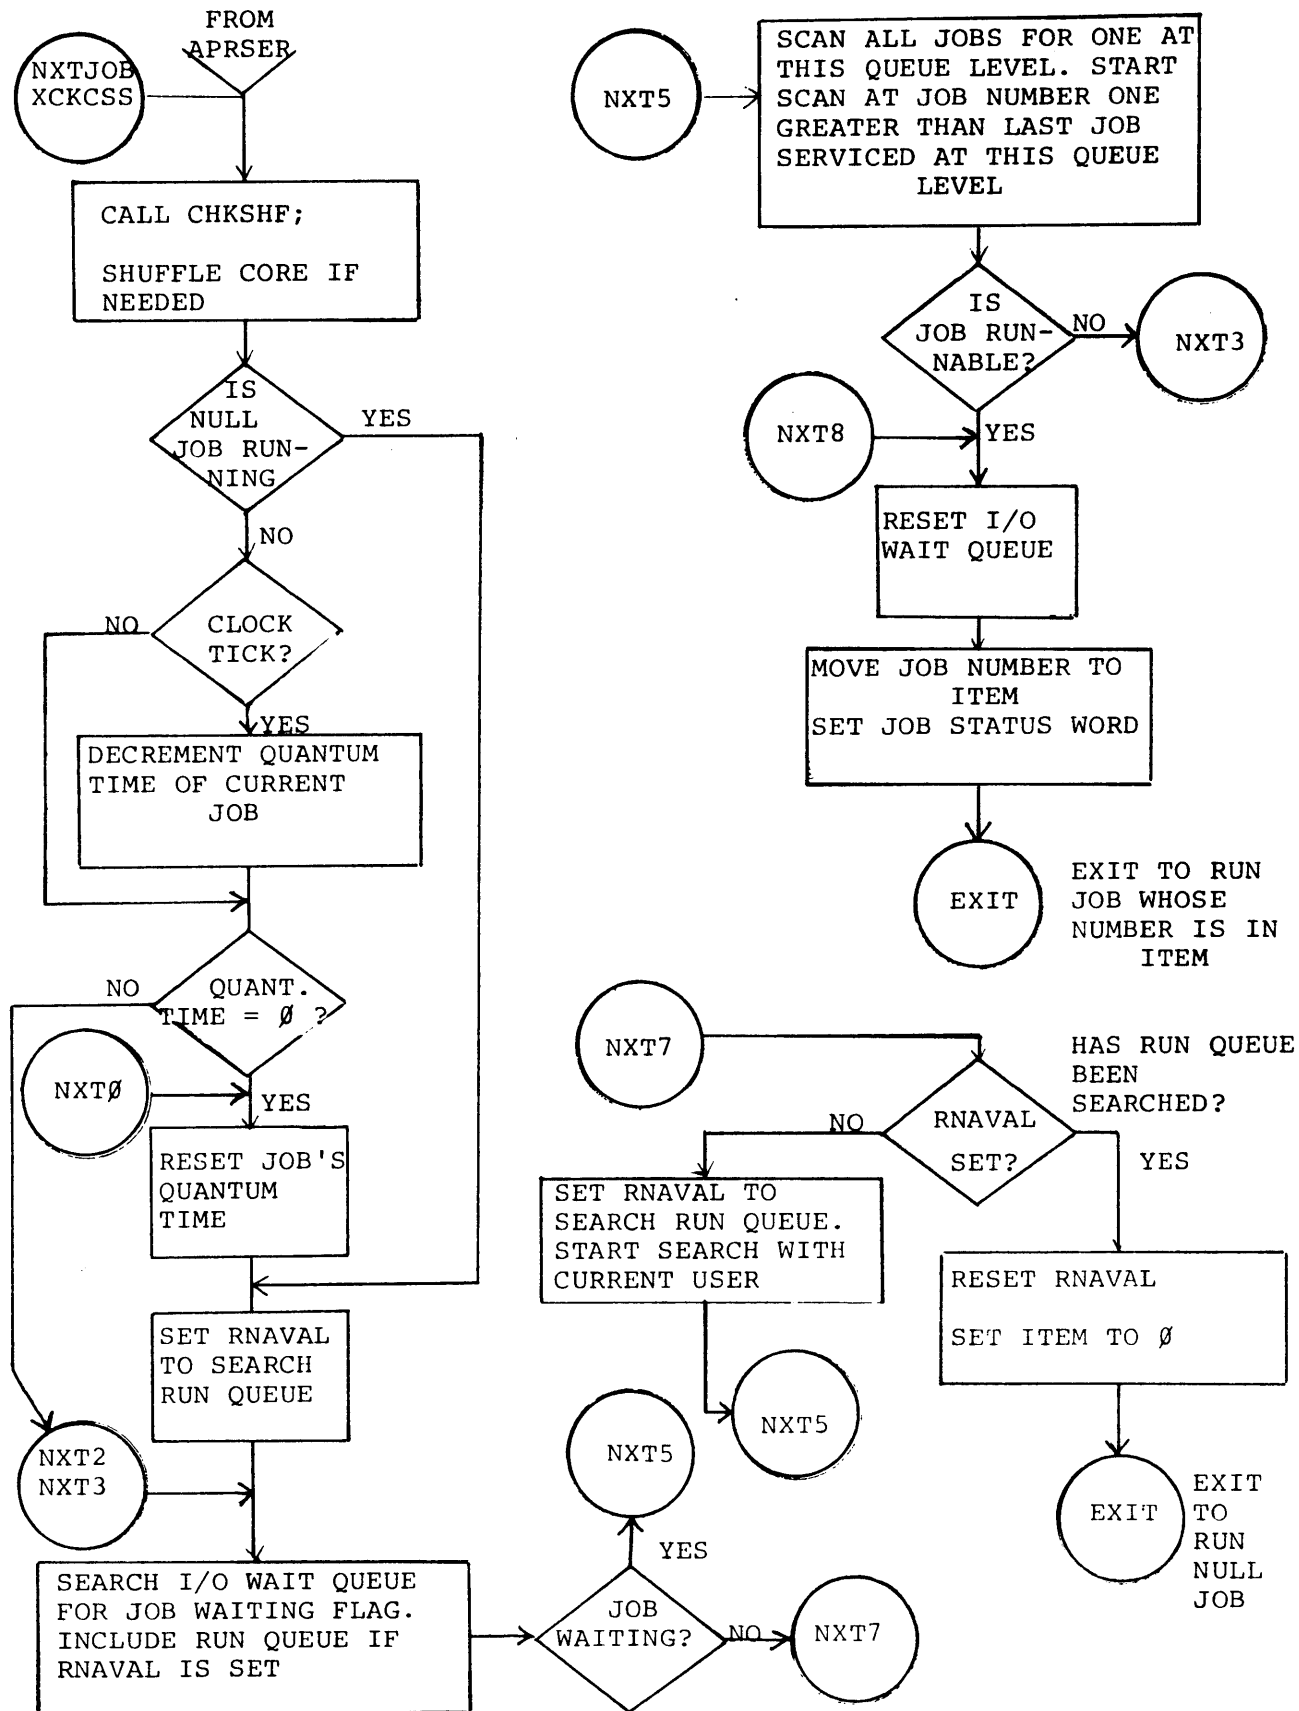 FROM
APRSER
NXTJOB
XCKCSS
CALL CHKSHF;
SHUFFLE CORE IF
NEEDED
IS
NULL
JOB RUN-
NING
YES
NO
CLOCK
TICK?
NO
YES
DECREMENT QUANTUM
TIME OF CURRENT
JOB
QUANT.
TIME = Ø ?
NO
NXTØ
YES
RESET JOB'S
QUANTUM
TIME
SET RNAVAL
TO SEARCH
RUN QUEUE
NXT2
NXT3
SEARCH I/O WAIT QUEUE
FOR JOB WAITING FLAG.
INCLUDE RUN QUEUE IF
RNAVAL IS SET
JOB
WAITING?
YES
NXT5
NO
NXT7
NXT5
SCAN ALL JOBS FOR ONE AT
THIS QUEUE LEVEL. START
SCAN AT JOB NUMBER ONE
GREATER THAN LAST JOB
SERVICED AT THIS QUEUE
LEVEL
IS
JOB RUN-
NABLE?
NO
NXT3
NXT8
YES
RESET I/O
WAIT QUEUE
MOVE JOB NUMBER TO
ITEM
SET JOB STATUS WORD
EXIT
EXIT TO RUN
JOB WHOSE
NUMBER IS IN
ITEM
NXT7
HAS RUN QUEUE
BEEN
SEARCHED?
RNAVAL
SET?
NO
YES
SET RNAVAL TO
SEARCH RUN QUEUE.
START SEARCH WITH
CURRENT USER
NXT5
RESET RNAVAL
SET ITEM TO Ø
EXIT
EXIT
TO
RUN
NULL
JOB